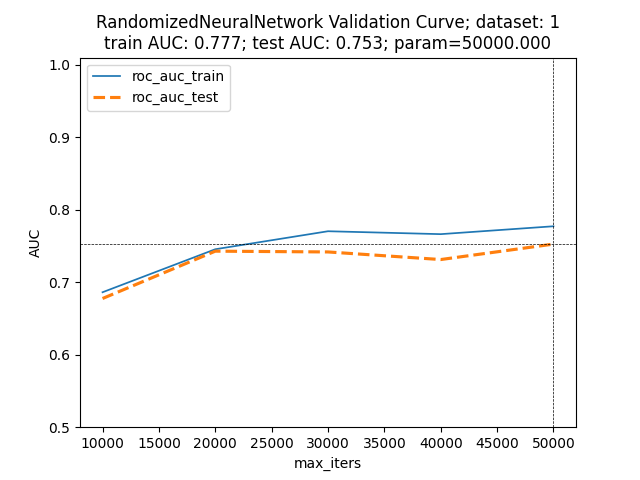 RandomizedNeuralNetwork Validation Curve; dataset: 1
train AUC: 0.777; test AUC: 0.753; param=50000.000
roc_auc_train
roc_auc_test
1.0
0.9
0.8
0.7
0.6
0.5
AUC
10000 15000 20000 25000 30000 35000 40000 45000 50000
max_iters